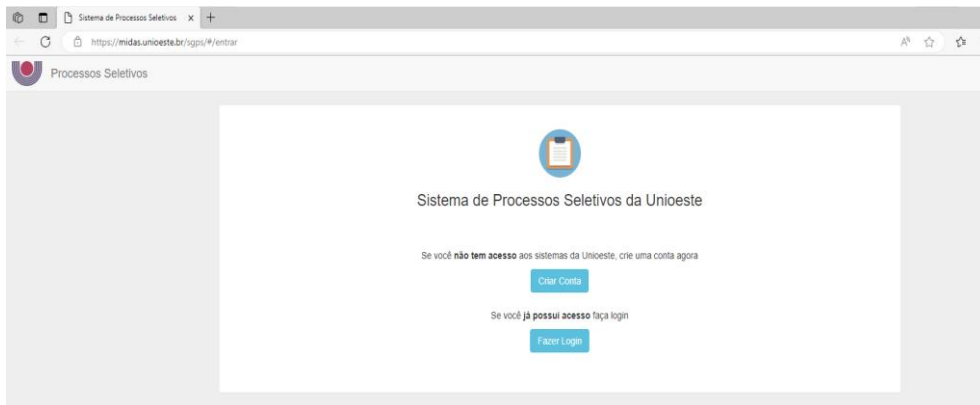 Sistema de Processos Seletivos
https://midas.unioeste.br/sgps/#/entrar
Processos Seletivos
Sistema de Processos Seletivos da Unioeste
Se você não tem acesso aos sistemas da Unioeste, crie uma conta agora
Criar Conta
Se você já possui acesso faça login
Fazer Login